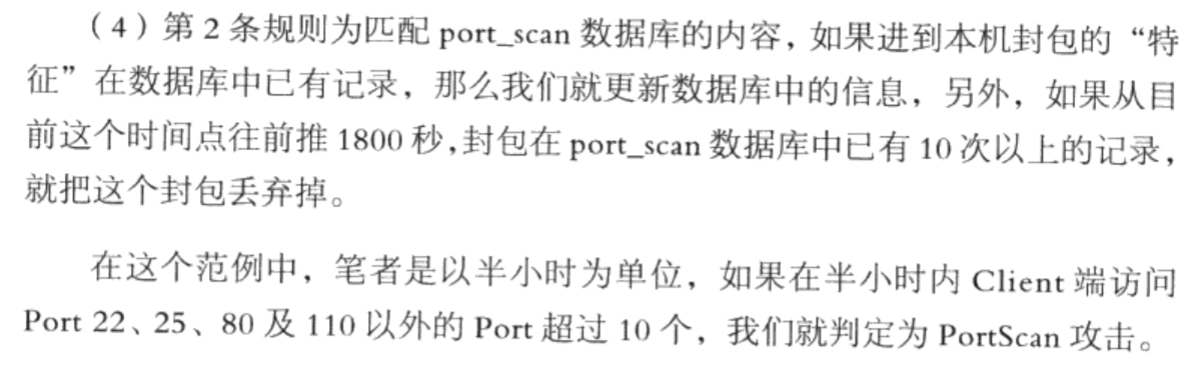 （4）第 2 条规则为匹配 port_scan 数据库的内容，如果进到本机封包的“特
征”在数据库中已有记录，那么我们就更新数据库中的信息，另外，如果从目
前这个时间点往前推 1800 秒，封包在 port_scan 数据库中已有 10 次以上的记录，
就把这个封包丢弃掉。
在这个范例中，笔者是以半小时为单位，如果在半小时内 Client 端访问
Port 22、25、80 及 110 以外的 Port 超过 10 个，我们就判定为 PortScan 攻击。